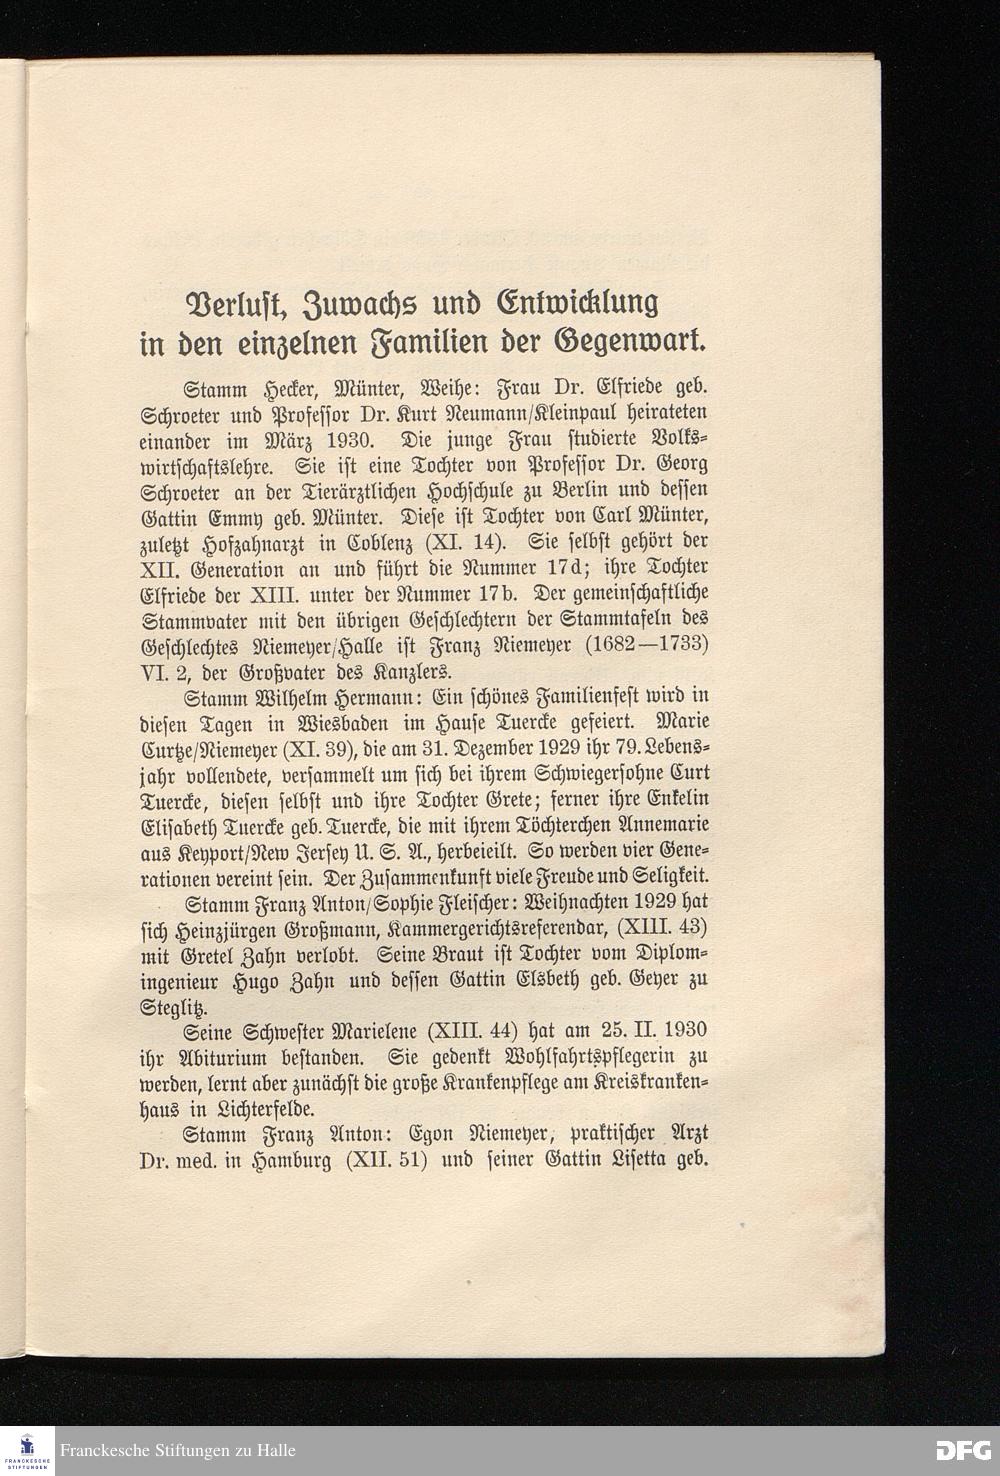 Verlust, Zuwachs und Entwicklung
in den einzelnen Familien der Gegenwart.
Stamm Hecker, Münter, Weihe: Frau Dr. Elfriede geb.
Schroeter und Professor Dr. Kurt Neumann/Kleinpaul heirateten
einander im März 1930. Die junge Frau studierte Volks-
wirtschaftslehre. Sie ist eine Tochter von Professor Dr. Georg
Schroeter an der Tierärztlichen Hochschule zu Berlin und dessen
Gattin Emmy geb. Münter. Diese ist Tochter von Carl Münter,
zuletzt Hofzahnarzt in Coblenz (XI. 14). Sie selbst gehört der
XII. Generation an und führt die Nummer 17d; ihre Tochter
Elfriede der XIII. unter der Nummer 17b. Der gemeinschaftliche
Stammvater mit den übrigen Geschlechtern der Stammtafeln des
Geschlechtes Niemeyer/Halle ist Franz Niemeyer (1682—1733)
VI. 2, der Großvater des Kanzlers.
Stamm Wilhelm Hermann: Ein schönes Familienfest wird in
diesen Tagen in Wiesbaden im Hause Tuercke gefeiert. Marie
Curtze/Niemeyer (XI. 39), die am 31. Dezember 1929 ihr 79. Lebens-
jahr vollendete, versammelt um sich bei ihrem Schwiegersohne Curt
Tuercke, diesen selbst und ihre Tochter Grete; ferner ihre Enkelin
Elisabeth Tuercke geb. Tuercke, die mit ihrem Töchterchen Annemarie
aus Keyport/New Jersey U. S. A., herbeieilt. So werden vier Gene-
rationen vereint sein. Der Zusammenkunft viele Freude und Seligkeit.
Stamm Franz Anton/Sophie Fleischer: Weihnachten 1929 hat
sich Heinzjürgen Großmann, Kammergerichtsreferendar, (XIII. 43)
mit Gretel Zahn verlobt. Seine Braut ist Tochter vom Diplom-
ingenieur Hugo Zahn und dessen Gattin Elsbeth geb. Geyer zu
Steglitz.
Seine Schwester Marielene (XIII. 44) hat am 25. II. 1930
ihr Abiturium bestanden. Sie gedenkt Wohlfahrtspflegerin zu
werden, lernt aber zunächst die große Krankenpflege am Kreiskranken-
haus in Lichterfelde.
Stamm Franz Anton: Egon Niemeyer, praktischer Arzt
Dr. med. in Hamburg (XII. 51) und seiner Gattin Lisetta geb.
FRANCKESCHE
STIFTUNGEN
Franckesche Stiftungen zu Halle
DFG